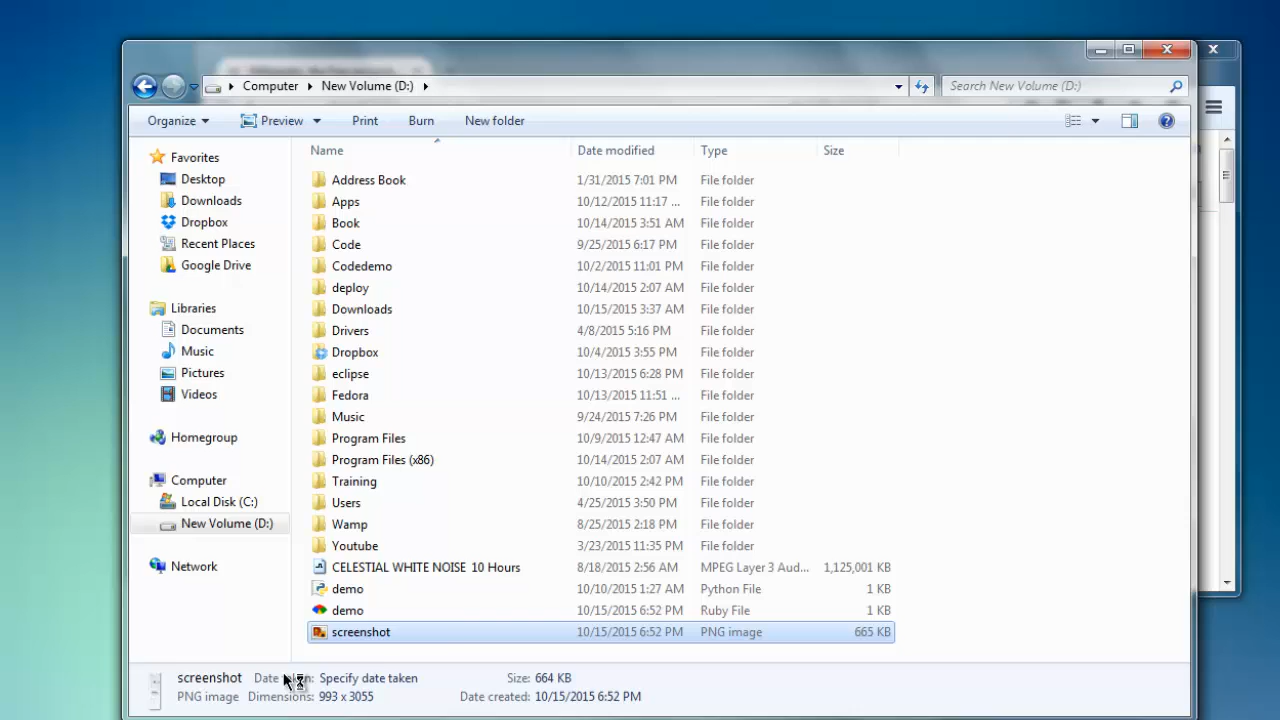 Computer New Volume (D:) Search New Volume (D:)
Organize Preview Print Burn New folder
Name Date modified Type Size
Favorites
Desktop
Downloads
Dropbox
Recent Places
Google Drive
Libraries
Documents
Music
Pictures
Videos
Homegroup
Computer
Local Disk (C:)
New Volume (D:)
Network
Address Book 1/31/2015 7:01 PM File folder
Apps 10/12/2015 11:17 ... File folder
Book 10/14/2015 3:51 AM File folder
Code 9/25/2015 6:17 PM File folder
Codedemo 10/2/2015 11:01 PM File folder
deploy 10/14/2015 2:07 AM File folder
Downloads 10/15/2015 3:37 AM File folder
Drivers 4/8/2015 5:16 PM File folder
Dropbox 10/4/2015 3:55 PM File folder
eclipse 10/13/2015 6:28 PM File folder
Fedora 10/13/2015 11:51 ... File folder
Music 9/24/2015 7:26 PM File folder
Program Files 10/9/2015 12:47 AM File folder
Program Files (x86) 10/14/2015 2:07 AM File folder
Training 10/10/2015 2:42 PM File folder
Users 4/25/2015 3:50 PM File folder
Wamp 8/25/2015 2:18 PM File folder
Youtube 3/23/2015 11:35 PM File folder
CELESTIAL WHITE NOISE 10 Hours 8/18/2015 2:56 AM MPEG Layer 3 Aud... 1,125,001 KB
demo 10/10/2015 1:27 AM Python File 1 KB
demo 10/15/2015 6:52 PM Ruby File 1 KB
screenshot 10/15/2015 6:52 PM PNG image 665 KB
screenshot Date taken: Specify date taken Size: 664 KB
PNG image Dimensions: 993 x 3055 Date created: 10/15/2015 6:52 PM